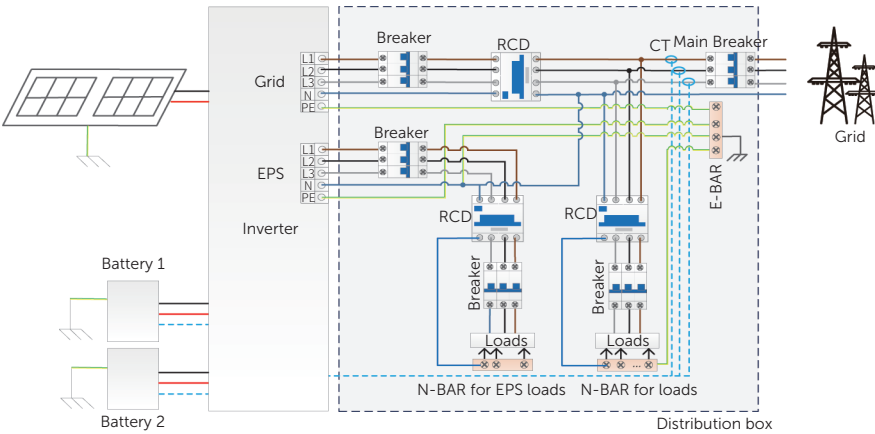 Breaker
RCD
CT Main Breaker
L1
L2
L3
N
PE
Grid
Grid
Breaker
L1
L2
L3
N
PE
EPS
E-BAR
RCD
RCD
Inverter
Battery 1
Breaker
Breaker
Loads
Loads
...
N-BAR for EPS loads
N-BAR for loads
Battery 2
Distribution box